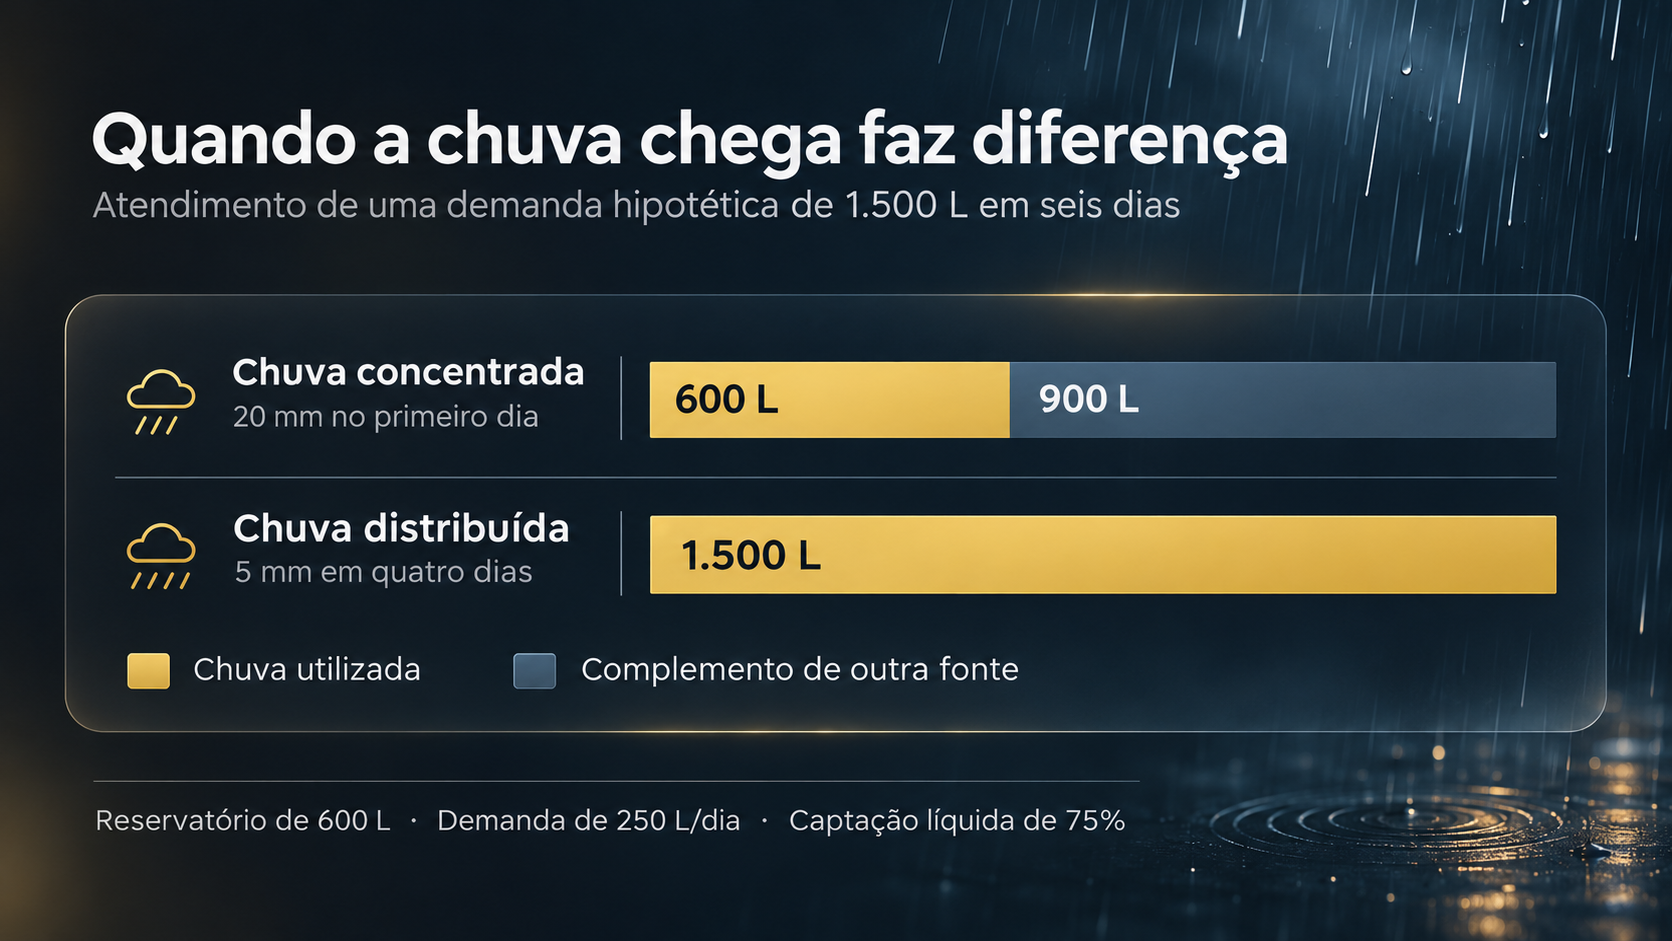 Quando a chuva chega faz diferença
Atendimento de uma demanda hipotética de 1.500 L em seis dias
Chuva concentrada
20 mm no primeiro dia
600 L
900 L
Chuva distribuída
5 mm em quatro dias
1.500 L
Chuva utilizada
Complemento de outra fonte
Reservatório de 600 L · Demanda de 250 L/dia · Captação líquida de 75%